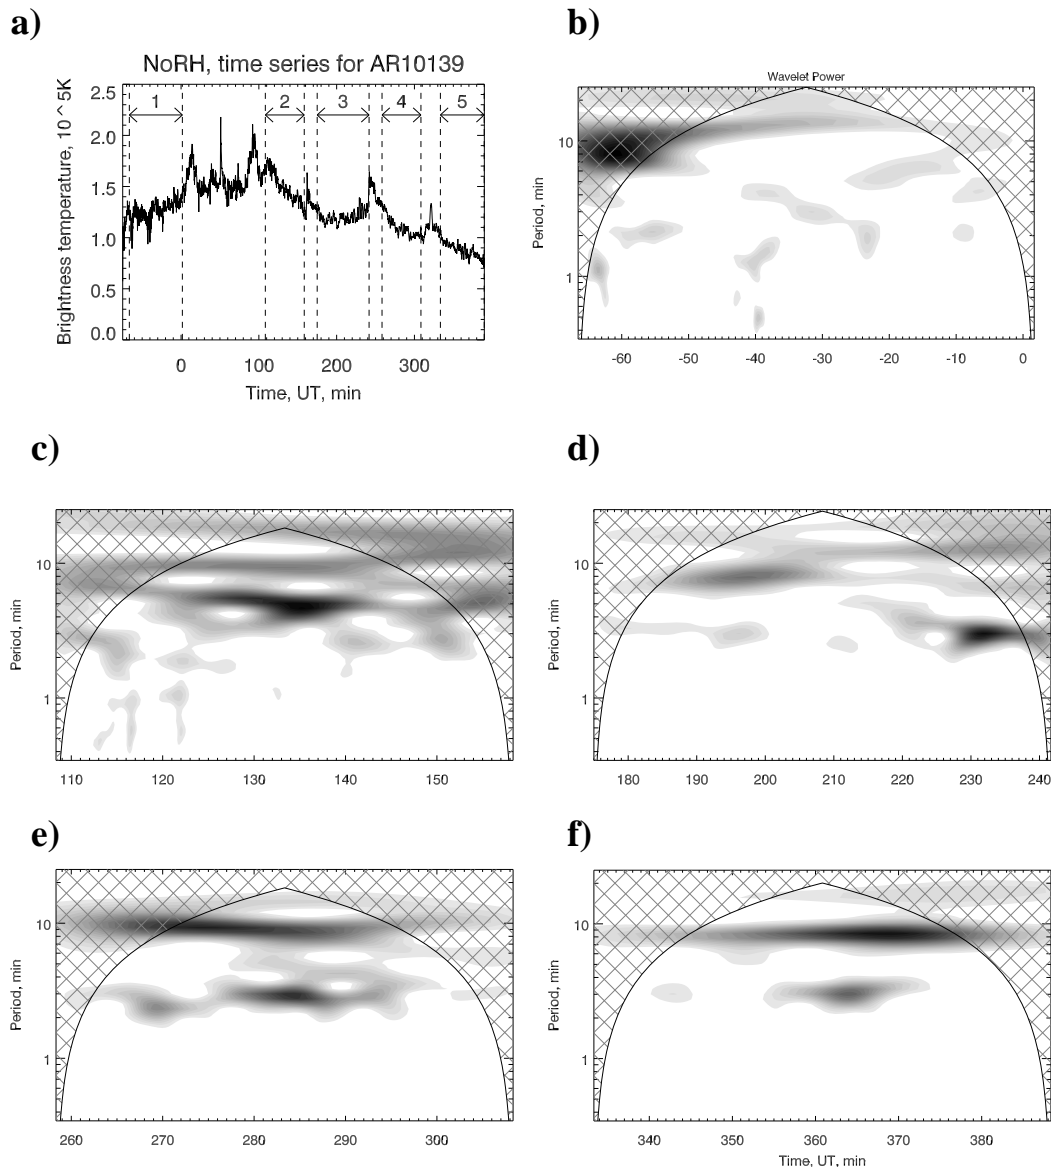 a)
NoRH, time series for AR10139
Brightness temperature, 10^5K
2.5
2.0
1.5
1.0
0.5
0.0
1
2
3
4
5
0 100 200 300
Time, UT, min
b)
Wavelet Power
Period, min
10
1
-60 -50 -40 -30 -20 -10 0
c)
Period, min
10
1
110 120 130 140 150
d)
Period, min
10
1
180 190 200 210 220 230 240
e)
Period, min
10
1
260 270 280 290 300
f)
Period, min
10
1
340 350 360 370 380
Time, UT, min